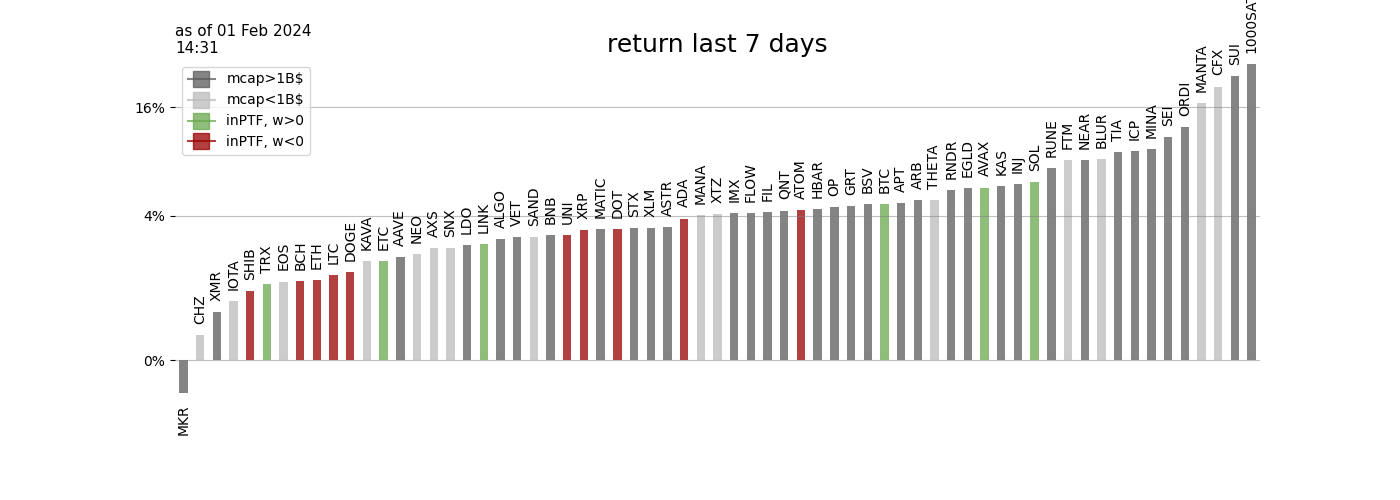 as of 01 Feb 2024
14:31
return last 7 days
mcap>1B$
mcap<1B$
inPTF, w>0
inPTF, w<0
16%
4%
0%
MKR
CHZ
XMR
IOTA
SHIB
TRX
EOS
BCH
ETH
LTC
DOGE
KAVA
ETC
AAVE
NEO
AXS
SNX
LDO
LINK
ALGO
VET
SAND
BNB
UNI
XRP
MATIC
DOT
STX
XLM
ASTR
ADA
MANA
XTZ
IMX
FLOW
FIL
QNT
ATOM
HBAR
OP
GRT
BSV
BTC
APT
ARB
THETA
RNDR
EGLD
AVAX
KAS
INJ
SOL
RUNE
FTM
NEAR
BLUR
TIA
ICP
MINA
SEI
ORDI
MANTA
CFX
SUI